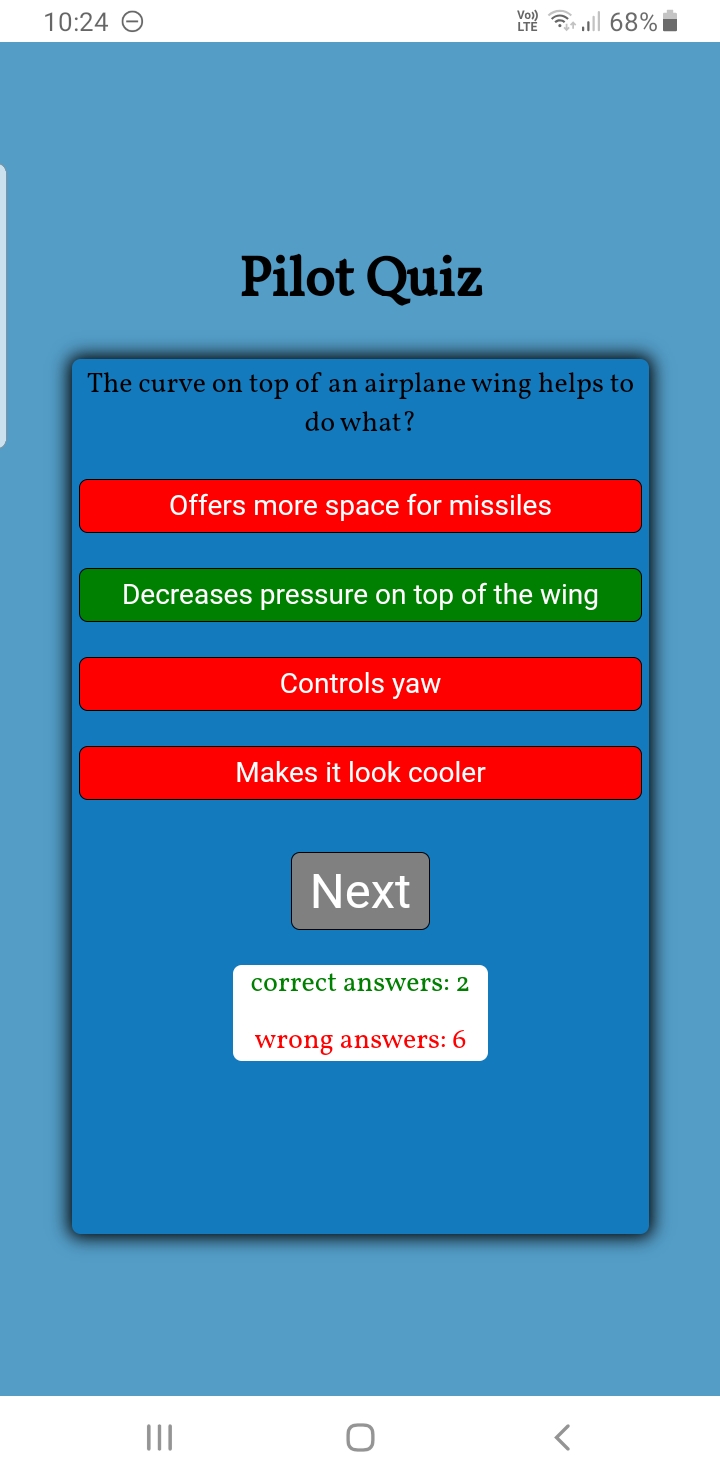 10:24
Vo)) LTE 68%
Pilot Quiz
The curve on top of an airplane wing helps to
do what?
Offers more space for missiles
Decreases pressure on top of the wing
Controls yaw
Makes it look cooler
Next
correct answers: 2
wrong answers: 6